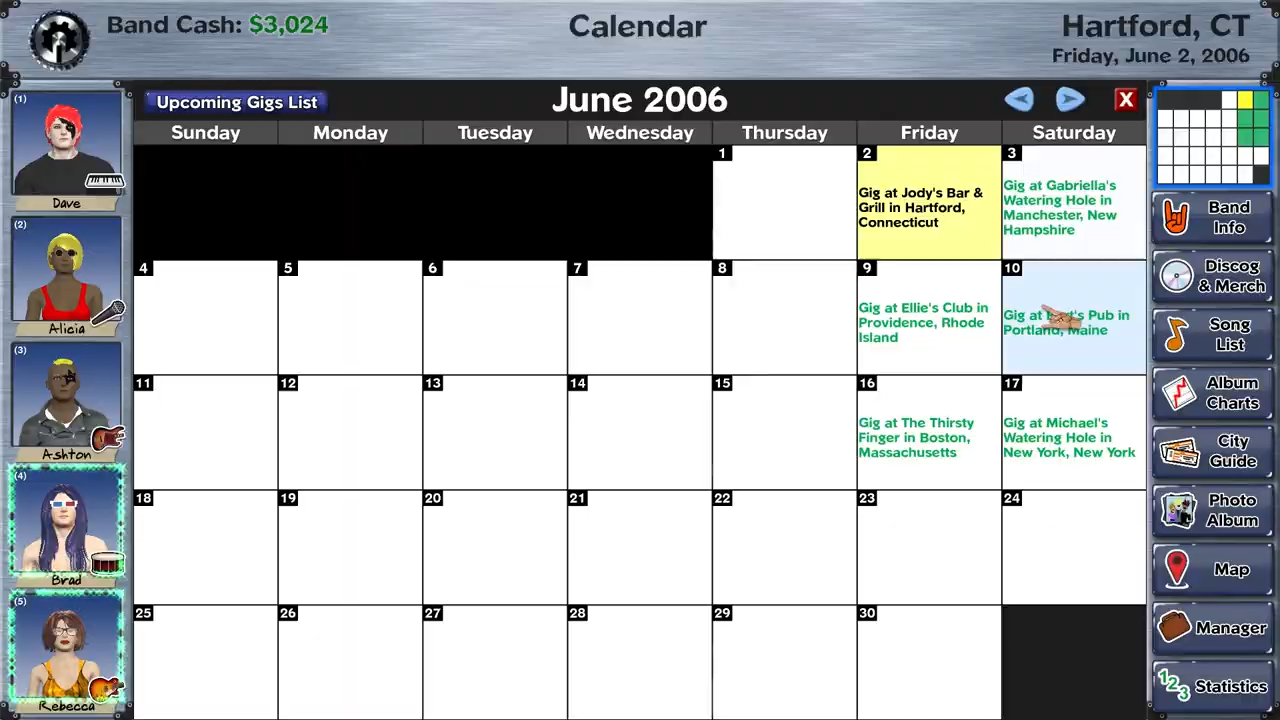 Band Cash: $3,024
Calendar
Hartford, CT
Friday, June 2, 2006
Upcoming Gigs List
June 2006
X
Sunday
Monday
Tuesday
Wednesday
Thursday
Friday
Saturday
1
2
Gig at Jody's Bar &
Grill in Hartford,
Connecticut
3
Gig at Gabriella's
Watering Hole in
Manchester, New
Hampshire
4
5
6
7
8
9
Gig at Ellie's Club in
Providence, Rhode
Island
10
Gig at Pub in
Portland, Maine
11
12
13
14
15
16
Gig at The Thirsty
Finger in Boston,
Massachusetts
17
Gig at Michael's
Watering Hole in
New York, New York
18
19
20
21
22
23
24
25
26
27
28
29
30
(1)
Dave
(2)
Alicia
(3)
Ashton
(4)
Brad
(5)
Rebecca
Band
Info
Discog
& Merch
Song
List
Album
Charts
City
Guide
Photo
Album
Map
Manager
123
Statistics